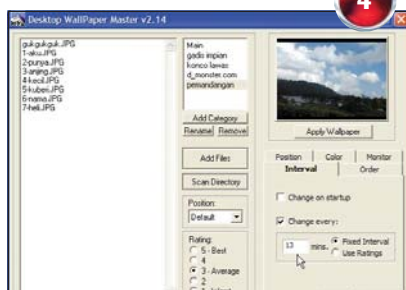 4
Desktop WallPaper Master v2.14
gukgukguk.JPG
1-aku.JPG
2-punya.JPG
3-anjing.JPG
4-kecil.JPG
5-kuberi.JPG
6-nama.JPG
7-heli.JPG
Main
gadis impian
konco lawas
d_monster.com
pemandangan
Add Category
Rename Remove
Add Files
Scan Directory
Position:
Default
Rating:
5 - Best
4
3 - Average
2
Apply Wallpaper
Position Color Monitor
Interval Order
Change on startup
Change every:
13 mins.
Fixed Interval
Use Ratings